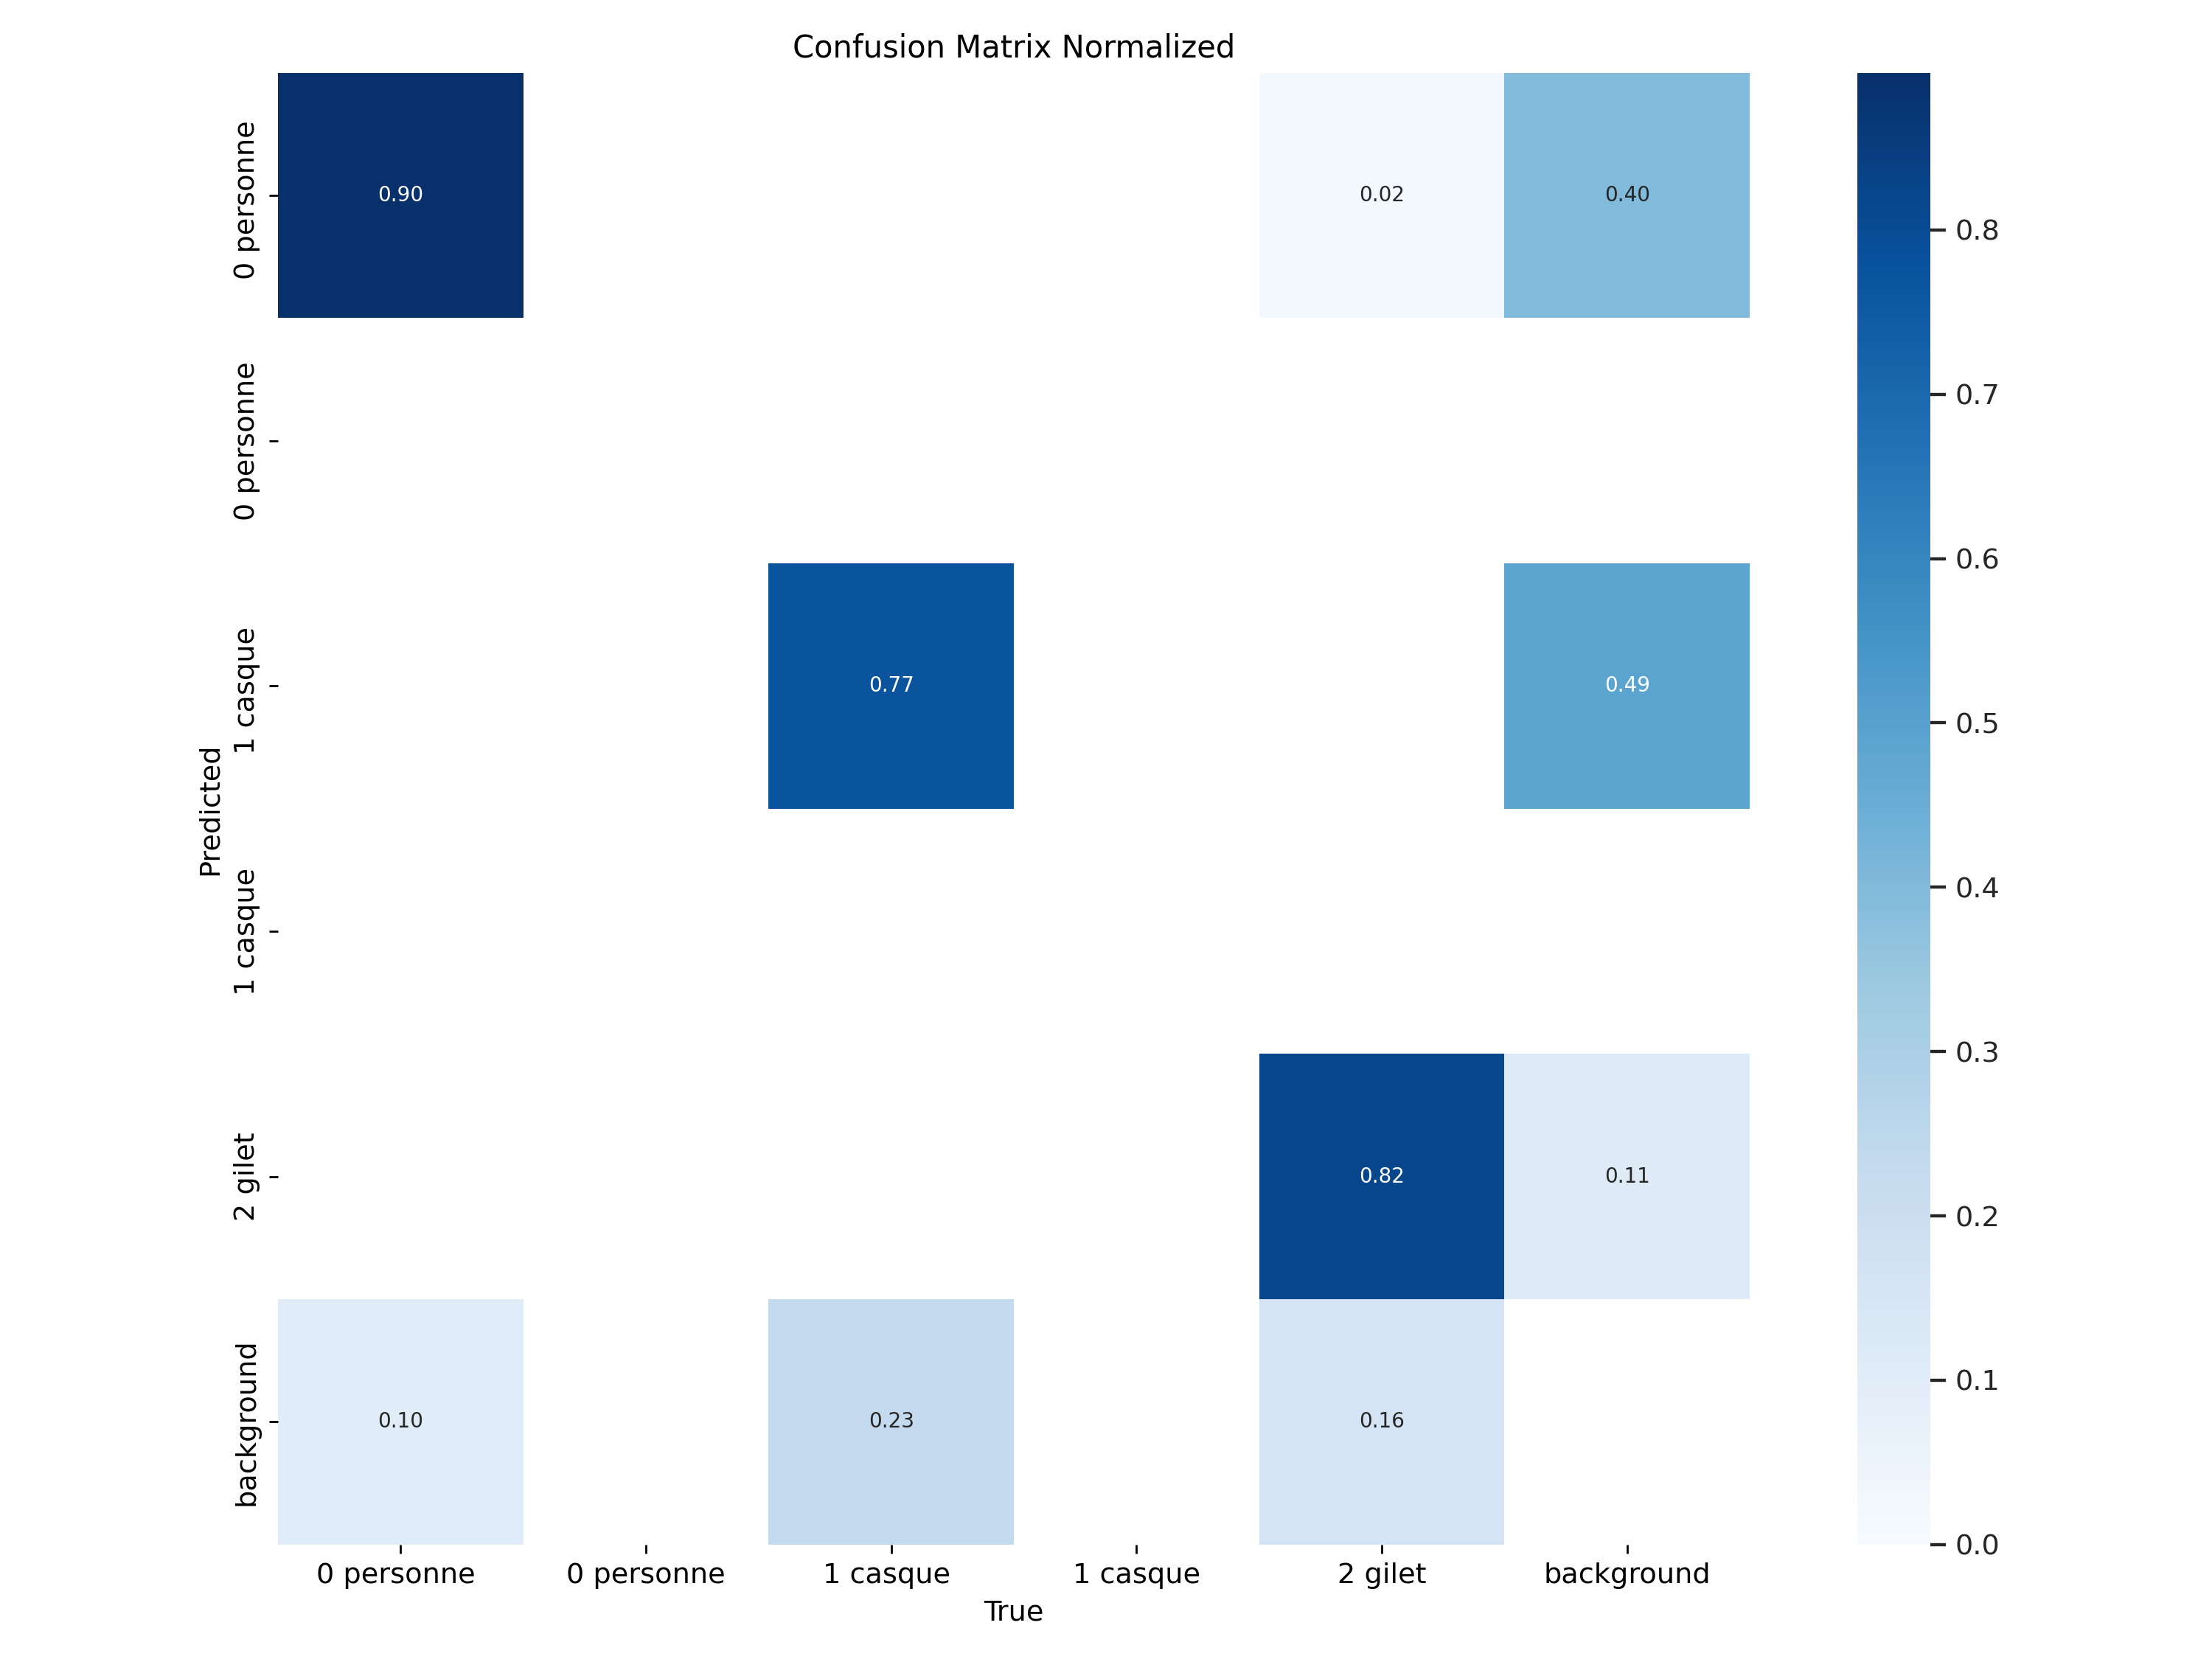 Confusion Matrix Normalized
0 personne
0.90
0.02
0.40
0 personne
1 casque
0.77
0.49
1 casque
2 gilet
0.82
0.11
background
0.10
0.23
0.16
Predicted
0 personne
0 personne
1 casque
1 casque
2 gilet
background
True
0.8
0.7
0.6
0.5
0.4
0.3
0.2
0.1
0.0